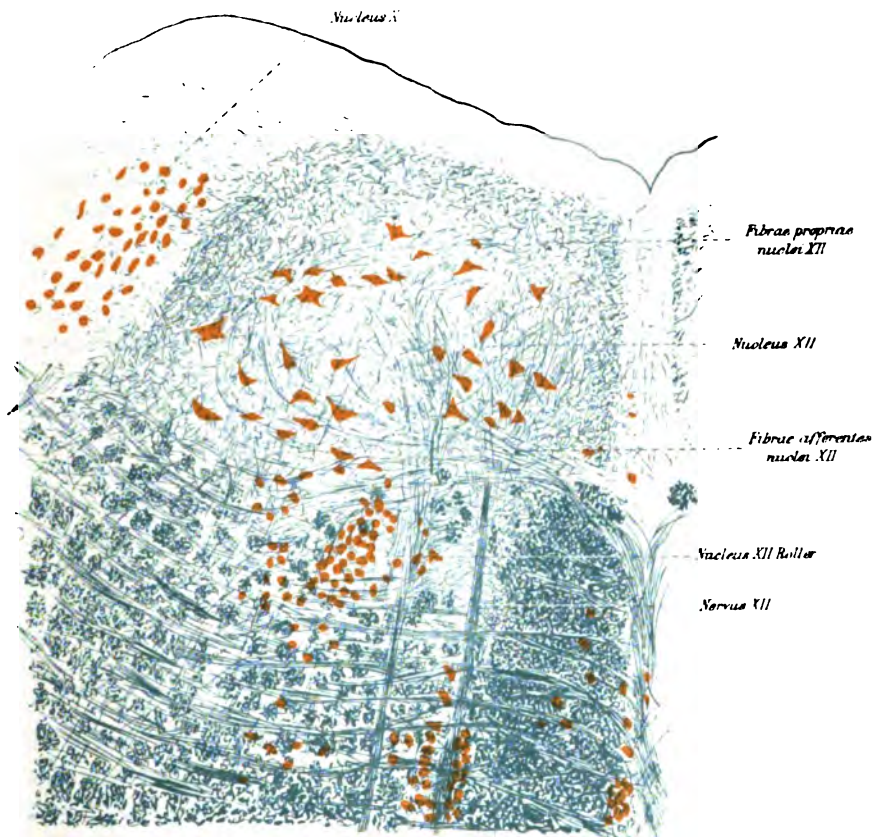 Nucleus X
Fibrae propriae
nuclei XII
Nucleus XII
Fibrae afferentes
nuclei XII
Nucleus XII Roller
Nervus XII